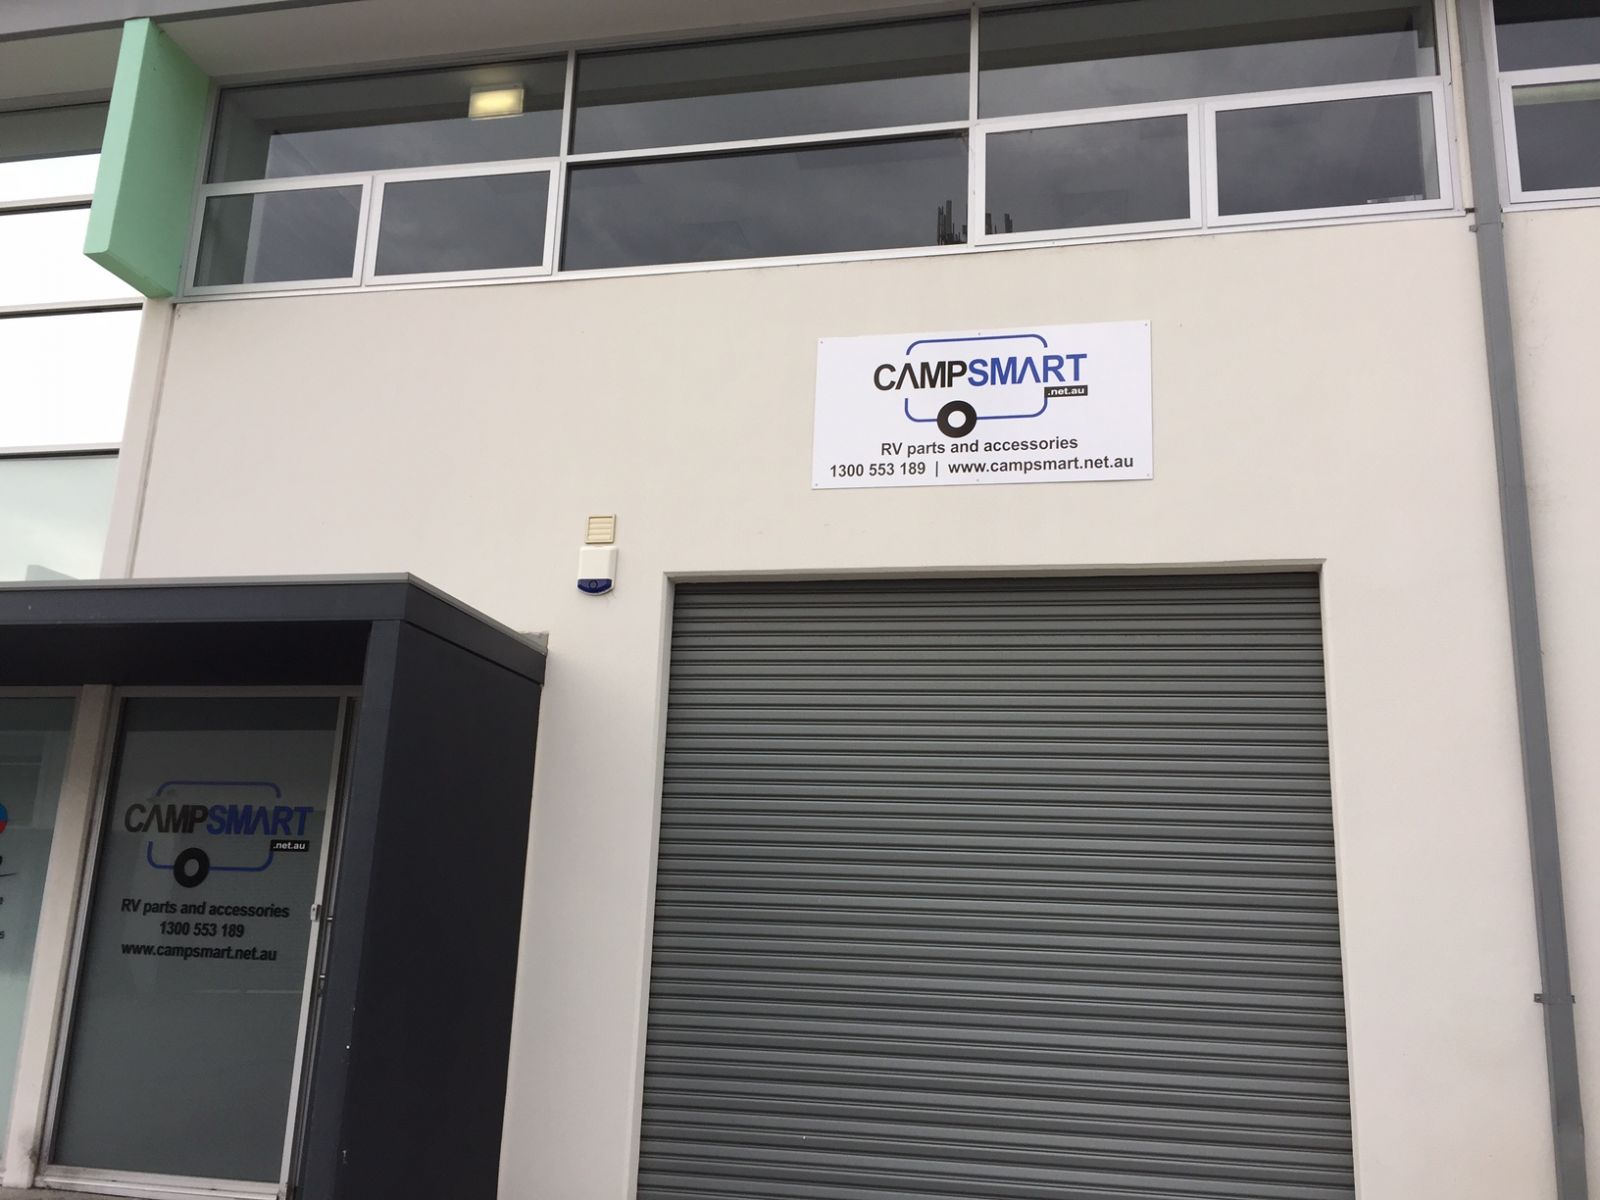 CAMPSMART
.net.au
RV parts and accessories
1300 553 189 | www.campsmart.net.au
CAMPSMART
.net.au
RV parts and accessories
1300 553 189
www.campsmart.net.au